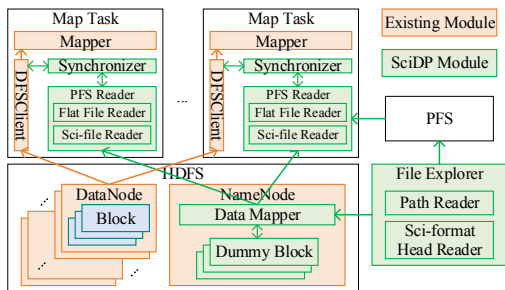 Map Task
Mapper
Synchronizer
DFSClient
PFS Reader
Flat File Reader
Sci-file Reader
...
Map Task
Mapper
Synchronizer
DFSClient
PFS Reader
Flat File Reader
Sci-file Reader
Existing Module
SciDP Module
PFS
File Explorer
Path Reader
Sci-format
Head Reader
HDFS
DataNode
Block
...
...
...
NameNode
Data Mapper
Dummy Block
...